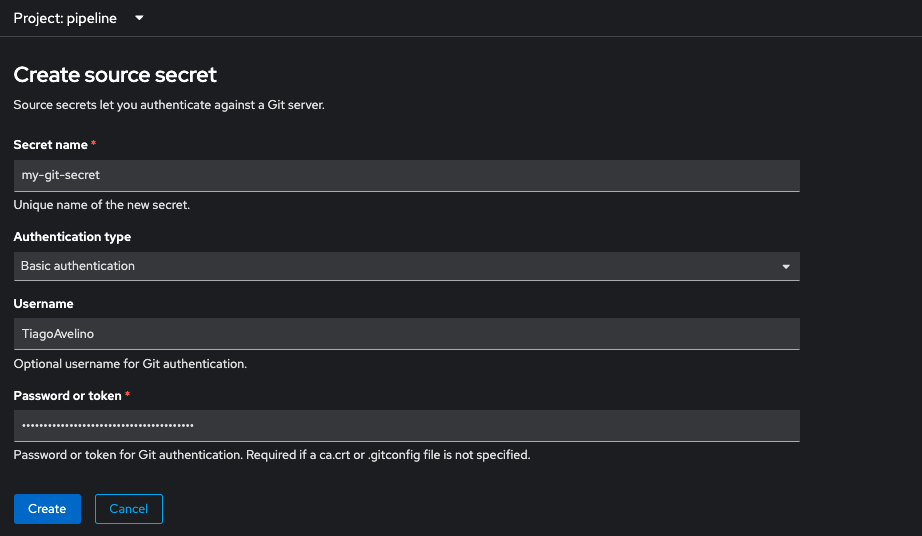 Project: pipeline
Create source secret
Source secrets let you authenticate against a Git server.
Secret name *
my-git-secret
Unique name of the new secret.
Authentication type
Basic authentication
Username
TiagoAvelino
Optional username for Git authentication.
Password or token *
••••••••••••••••••••••••••••••••••••••••
Password or token for Git authentication. Required if a ca.crt or .gitconfig file is not specified.
Create Cancel